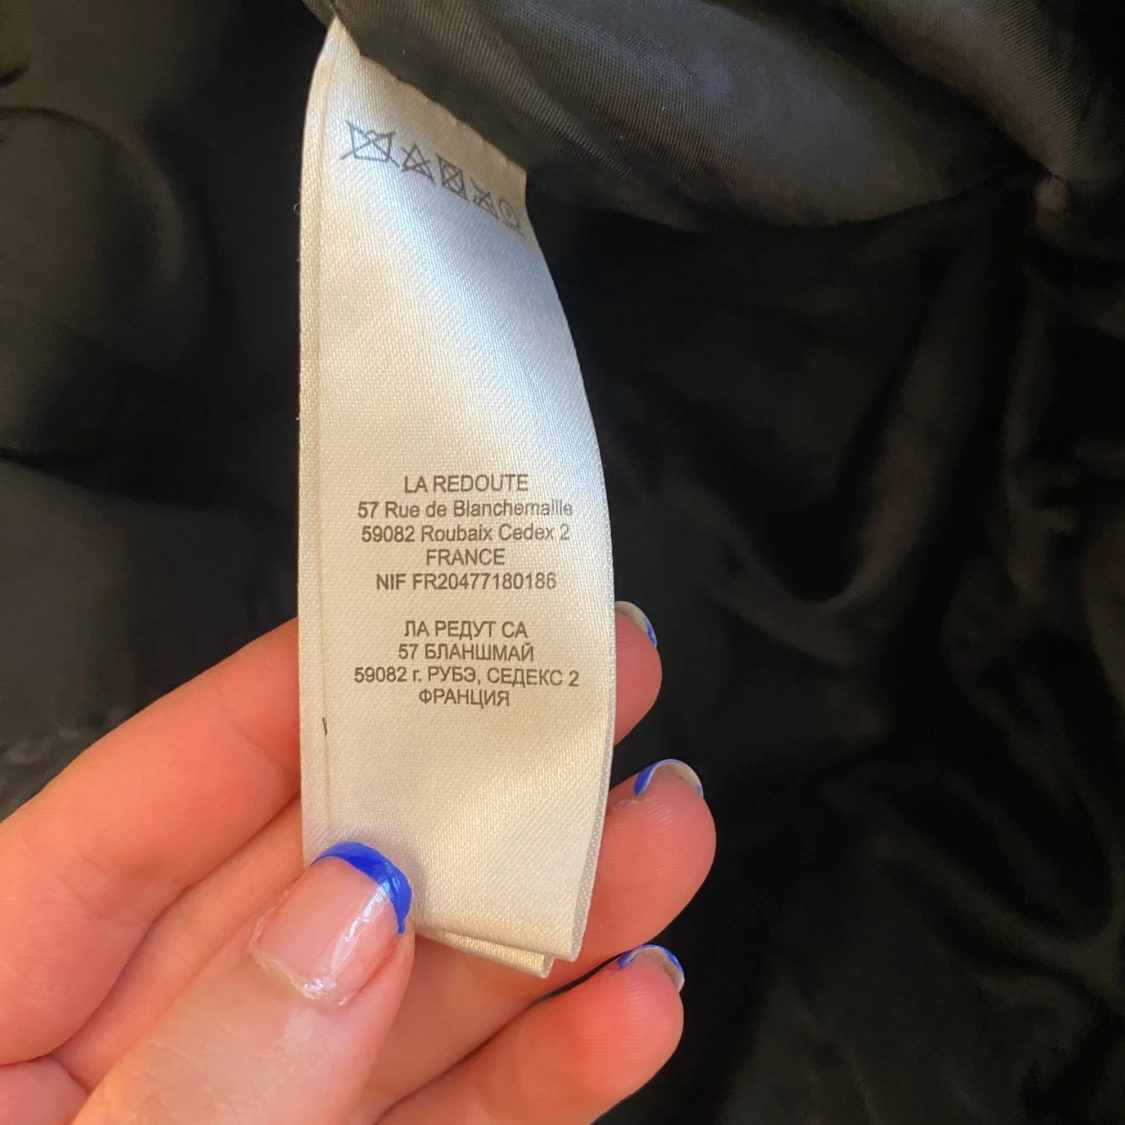 LA REDOUTE
57 Rue de Blanchemaille
59082 Roubaix Cedex 2
FRANCE
NIF FR20477180186
ЛА РЕДУТ СА
57 БЛАНШМАЙ
59082 г. РУБЭ, СЕДЕКС 2
ФРАНЦИЯ